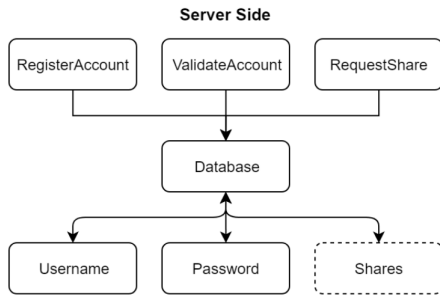 Server Side
RegisterAccount
ValidateAccount
RequestShare
Database
Username
Password
Shares